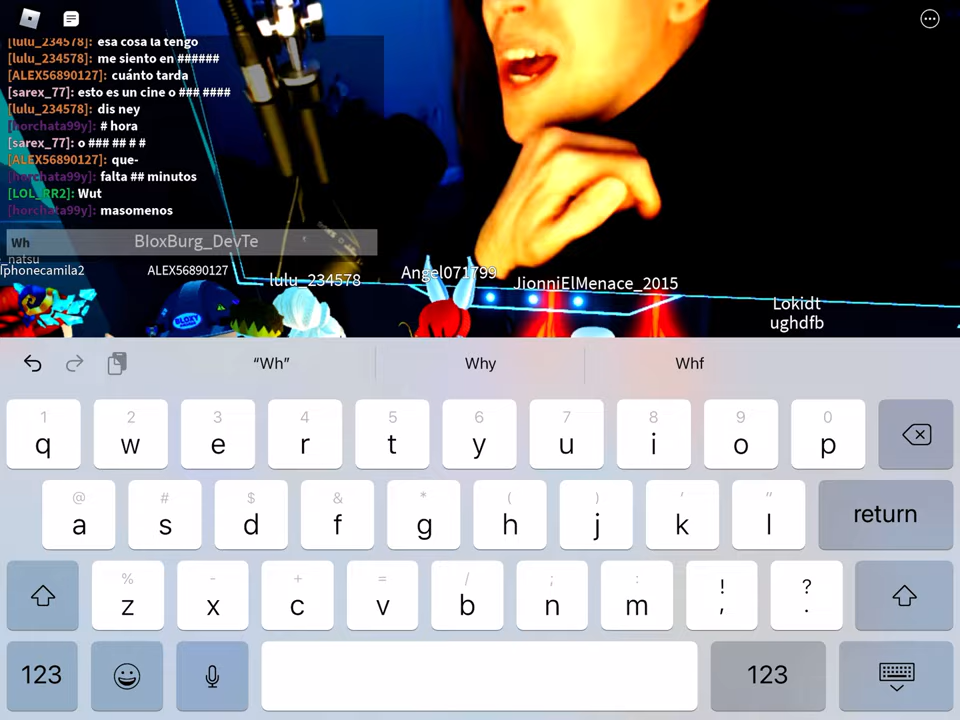 [lulu_234578]: esa cosa la tengo
[lulu_234578]: me siento en ######
[ALEX56890127]: cuánto tarda
[sarex_77]: esto es un cine o ### ####
[lulu_234578]: dis ney
[horchata99y]: # hora
[sarex_77]: o ### ## # #
[ALEX56890127]: que-
[horchata99y]: falta ## minutos
[LOL_RR2]: Wut
[horchata99y]: masomenos
Wh
BloxBurg_DevTe
natsu
Iphonecamila2
ALEX56890127
lulu_234578
Angel071799
JionniElMenace_2015
Lokidt
ughdfb
BLOXY
“Wh” Why Whf
1 2 3 4 5 6 7 8 9 0
q w e r t y u i o p
@ # $ & * ( ) ' "
a s d f g h j k l return
% - + = / ; : ! ?
z x c v b n m , .
123 123